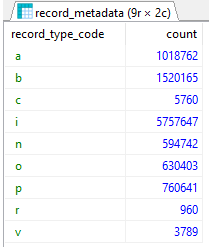 record_metadata (9r × 2c)
record_type_code count
a 1018762
b 1520165
c 5760
i 5757647
n 594742
o 630403
p 760641
r 960
v 3789